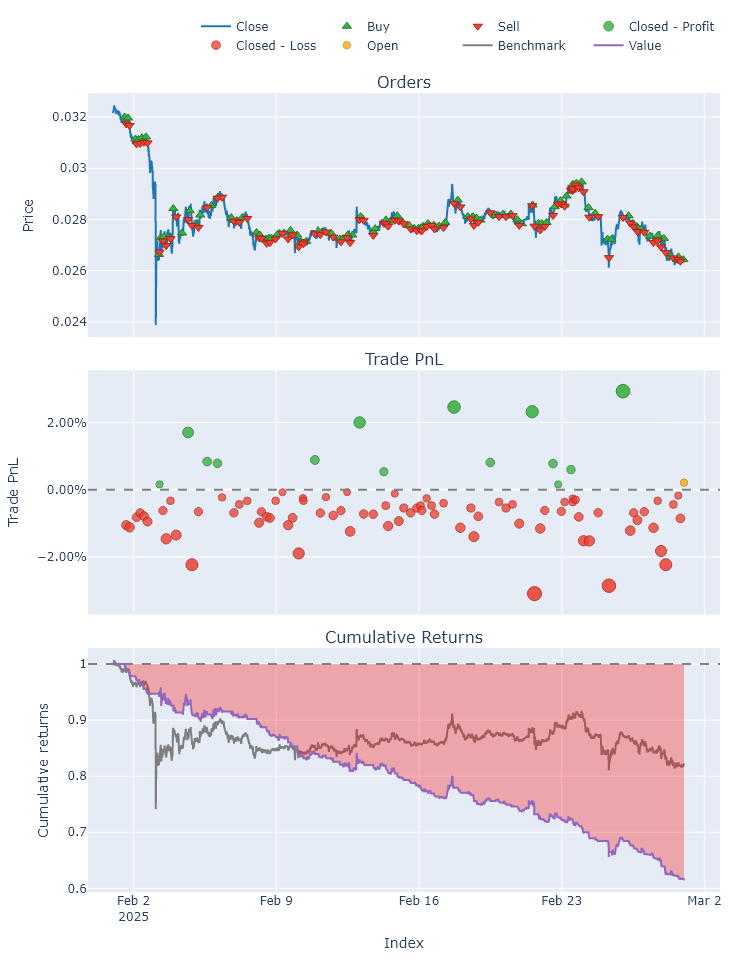 Close Buy Sell Closed - Profit
Closed - Loss Open Benchmark Value
Orders
0.032
0.03
0.028
0.026
0.024
Price
Trade PnL
2.00%
0.00%
−2.00%
Trade PnL
Cumulative Returns
1
0.9
0.8
0.7
0.6
Cumulative returns
Feb 2 Feb 9 Feb 16 Feb 23 Mar 2
2025
Index